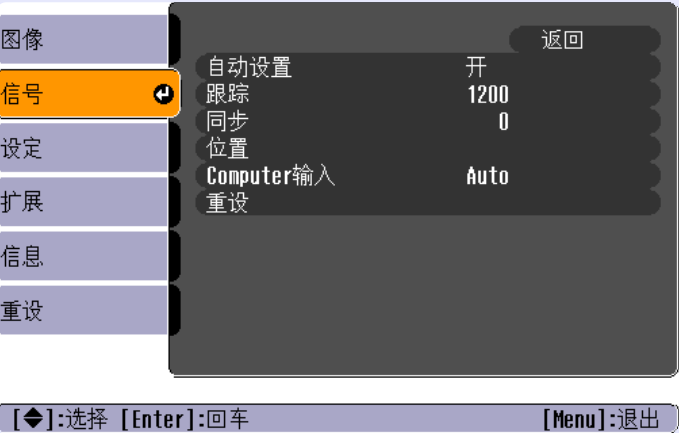 图像
信号
设定
扩展
信息
重设
返回
自动设置 开
跟踪 1200
同步 0
位置
Computer输入 Auto
重设
[◆]:选择 [Enter]:回车 [Menu]:退出